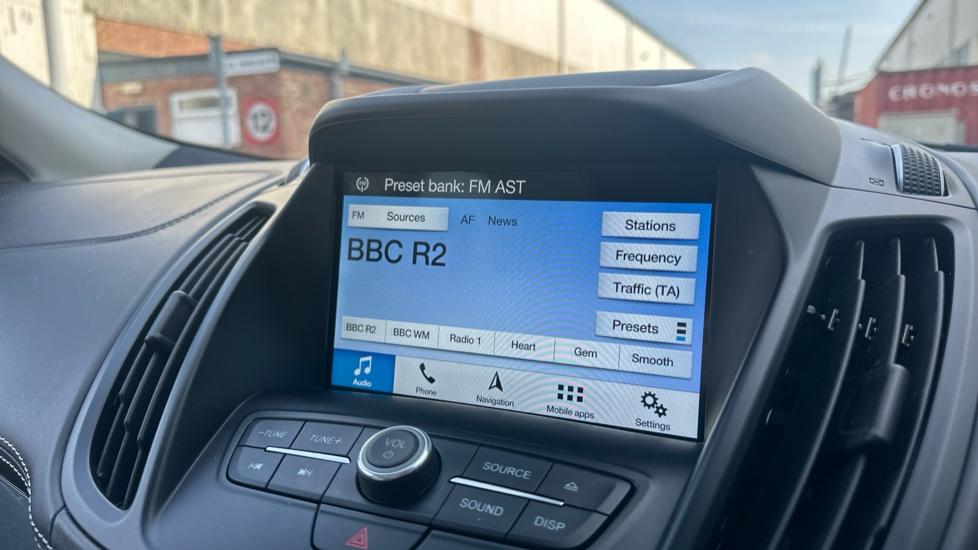 12
CRONOS
Preset bank: FM AST
FM Sources AF News
Stations
BBC R2
Frequency
Traffic (TA)
Presets
BBC R2 BBC WM Radio 1 Heart Gem Smooth
Audio Phone Navigation Mobile apps Settings
−TUNE TUNE+ VOL SOURCE
SOUND DISP